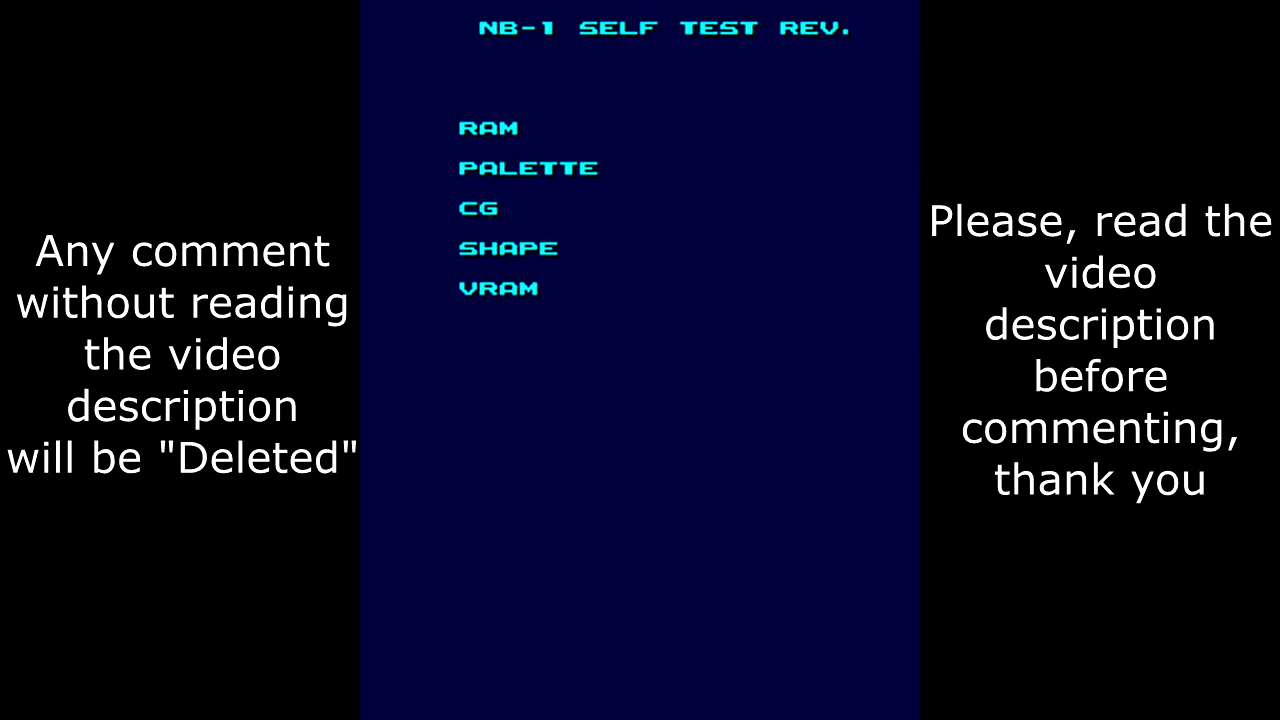 NB-1 SELF TEST REV.
RAM
PALETTE
CG
SHAPE
VRAM
Any comment
without reading
the video
description
will be "Deleted"
Please, read the
video
description
before
commenting,
thank you